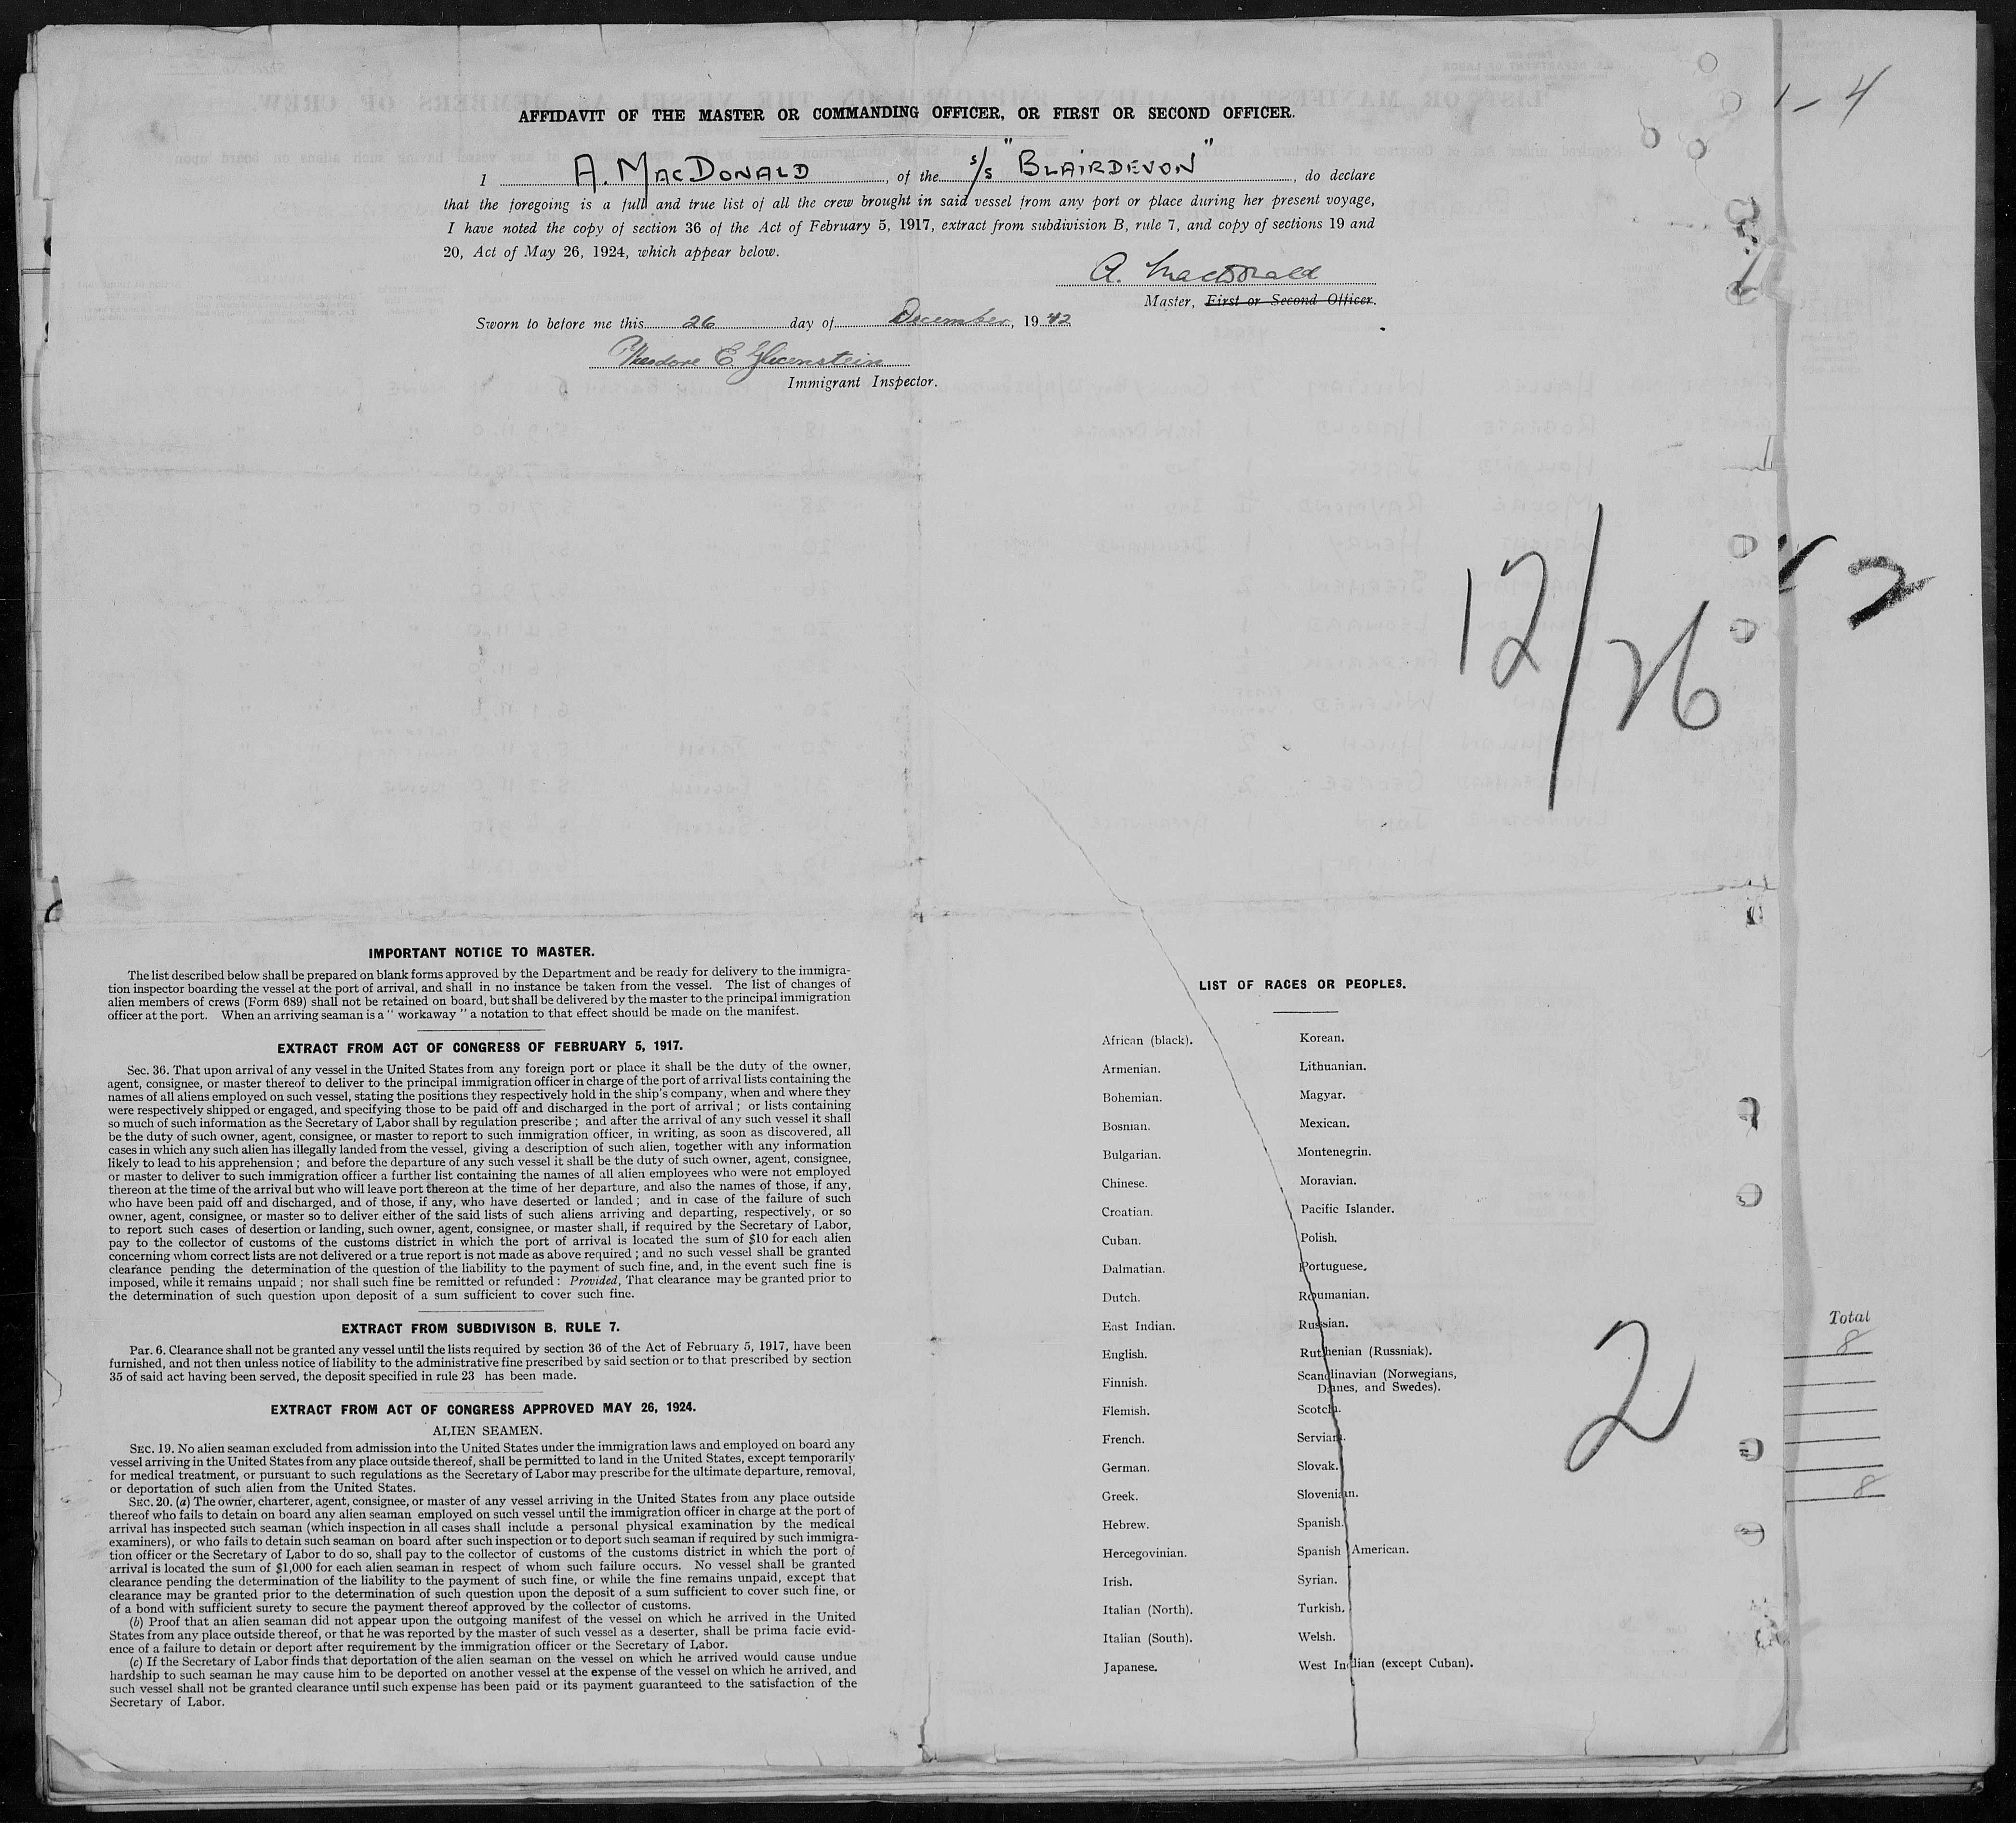 AFFIDAVIT OF THE MASTER OR COMMANDING OFFICER, OR FIRST OR SECOND OFFICER.
I A. MACDONALD, of the s/s "BLAIRDEVON", do declare
that the foregoing is a full and true list of all the crew brought in said vessel from any port or place during her present voyage,
I have noted the copy of section 36 of the Act of February 5, 1917, extract from subdivision B, rule 7, and copy of sections 19 and
20, Act of May 26, 1924, which appear below.
A. MacDonald
Master, First or Second Officer.
Sworn to before me this 26 day of December, 1942
Theodore E
Immigrant Inspector.
1-4
12/26
IMPORTANT NOTICE TO MASTER.
The list described below shall be prepared on blank forms approved by the Department and be ready for delivery to the immigra-
tion inspector boarding the vessel at the port of arrival, and shall in no instance be taken from the vessel. The list of changes of
alien members of crews (Form 689) shall not be retained on board, but shall be delivered by the master to the principal immigration
officer at the port. When an arriving seaman is a " workaway " a notation to that effect should be made on the manifest.
EXTRACT FROM ACT OF CONGRESS OF FEBRUARY 5, 1917.
Sec. 36. That upon arrival of any vessel in the United States from any foreign port or place it shall be the duty of the owner,
agent, consignee, or master thereof to deliver to the principal immigration officer in charge of the port of arrival lists containing the
names of all aliens employed on such vessel, stating the positions they respectively hold in the ship's company, when and where they
were respectively shipped or engaged, and specifying those to be paid off and discharged in the port of arrival ; or lists containing
so much of such information as the Secretary of Labor shall by regulation prescribe ; and after the arrival of any such vessel it shall
be the duty of such owner, agent, consignee, or master to report to such immigration officer, in writing, as soon as discovered, all
cases in which any such alien has illegally landed from the vessel, giving a description of such alien, together with any information
likely to lead to his apprehension ; and before the departure of any such vessel it shall be the duty of such owner, agent, consignee,
or master to deliver to such immigration officer a further list containing the names of all alien employees who were not employed
thereon at the time of the arrival but who will leave port thereon at the time of her departure, and also the names of those, if any,
who have been paid off and discharged, and of those, if any, who have deserted or landed ; and in case of the failure of such
owner, agent, consignee, or master so to deliver either of the said lists of such aliens arriving and departing, respectively, or so
to report such cases of desertion or landing, such owner, agent, consignee, or master shall, if required by the Secretary of Labor,
pay to the collector of customs of the customs district in which the port of arrival is located the sum of $10 for each alien
concerning whom correct lists are not delivered or a true report is not made as above required ; and no such vessel shall be granted
clearance pending the determination of the question of the liability to the payment of such fine, and, in the event such fine is
imposed, while it remains unpaid ; nor shall such fine be remitted or refunded : Provided, That clearance may be granted prior to
the determination of such question upon deposit of a sum sufficient to cover such fine.
EXTRACT FROM SUBDIVISON B, RULE 7.
Par. 6. Clearance shall not be granted any vessel until the lists required by section 36 of the Act of February 5, 1917, have been
furnished, and not then unless notice of liability to the administrative fine prescribed by said section or to that prescribed by section
35 of said act having been served, the deposit specified in rule 23 has been made.
EXTRACT FROM ACT OF CONGRESS APPROVED MAY 26, 1924.
ALIEN SEAMEN.
SEC. 19. No alien seaman excluded from admission into the United States under the immigration laws and employed on board any
vessel arriving in the United States from any place outside thereof, shall be permitted to land in the United States, except temporarily
for medical treatment, or pursuant to such regulations as the Secretary of Labor may prescribe for the ultimate departure, removal,
or deportation of such alien from the United States.
SEC. 20. (a) The owner, charterer, agent, consignee, or master of any vessel arriving in the United States from any place outside
thereof who fails to detain on board any alien seaman employed on such vessel until the immigration officer in charge at the port of
arrival has inspected such seaman (which inspection in all cases shall include a personal physical examination by the medical
examiners), or who fails to detain such seaman on board after such inspection or to deport such seaman if required by such immigra-
tion officer or the Secretary of Labor to do so, shall pay to the collector of customs of the customs district in which the port of
arrival is located the sum of $1,000 for each alien seaman in respect of whom such failure occurs. No vessel shall be granted
clearance pending the determination of the liability to the payment of such fine, or while the fine remains unpaid, except that
clearance may be granted prior to the determination of such question upon the deposit of a sum sufficient to cover such fine, or
of a bond with sufficient surety to secure the payment thereof approved by the collector of customs.
(b) Proof that an alien seaman did not appear upon the outgoing manifest of the vessel on which he arrived in the United
States from any place outside thereof, or that he was reported by the master of such vessel as a deserter, shall be prima facie evid-
ence of a failure to detain or deport after requirement by the immigration officer or the Secretary of Labor.
(c) If the Secretary of Labor finds that deportation of the alien seaman on the vessel on which he arrived would cause undue
hardship to such seaman he may cause him to be deported on another vessel at the expense of the vessel on which he arrived, and
such vessel shall not be granted clearance until such expense has been paid or its payment guaranteed to the satisfaction of the
Secretary of Labor.
LIST OF RACES OR PEOPLES.
African (black).
Armenian.
Bohemian.
Bosnian.
Bulgarian.
Chinese.
Croatian.
Cuban.
Dalmatian.
Dutch.
East Indian.
English.
Finnish.
Flemish.
French.
German.
Greek.
Hebrew.
Hercegovinian.
Irish.
Italian (North).
Italian (South).
Japanese.
Korean.
Lithuanian.
Magyar.
Mexican.
Montenegrin.
Moravian.
Pacific Islander.
Polish.
Portuguese.
Roumanian.
Russian.
Ruthenian (Russniak).
Scandinavian (Norwegians,
Danes, and Swedes).
Scotch.
Servian.
Slovak.
Slovenian.
Spanish.
Spanish American.
Syrian.
Turkish.
Welsh.
West Indian (except Cuban).
2
Total
8
8